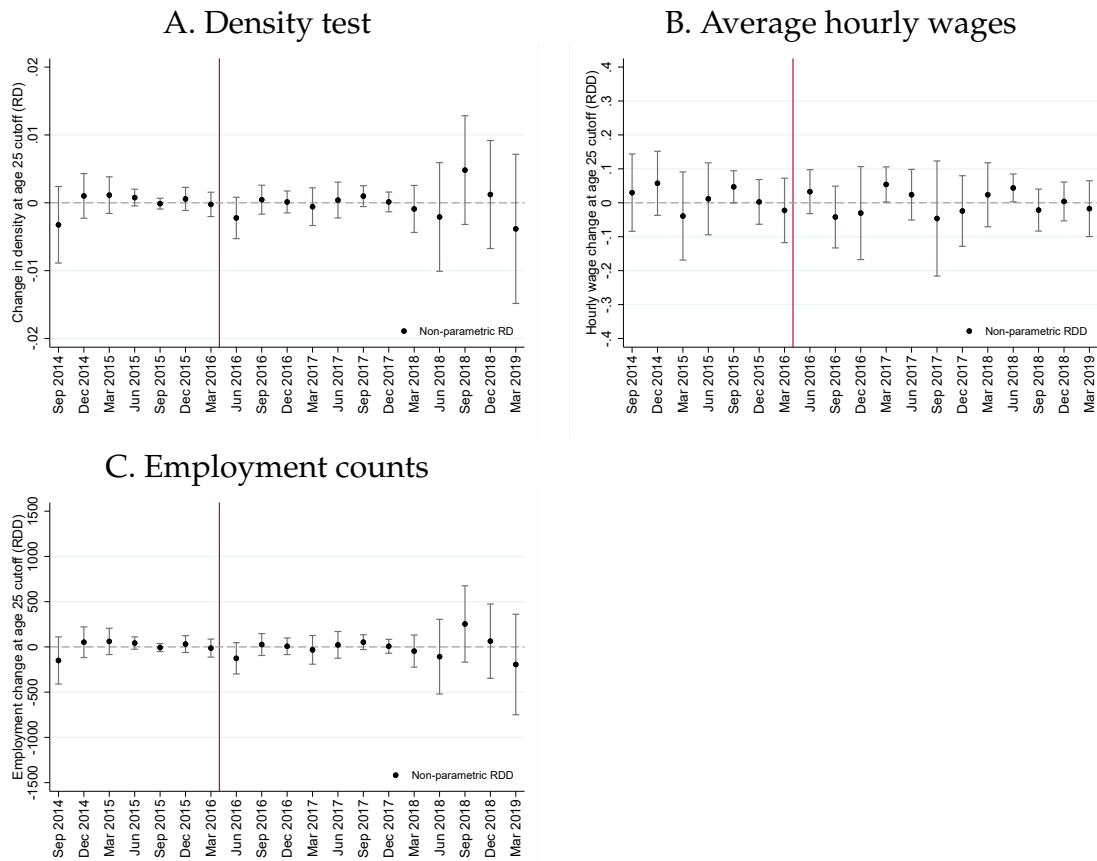 A. Density test
Change in density at age 25 cutoff (RD)
.02
.01
0
-.01
-.02
Non-parametric RD
Sep 2014
Dec 2014
Mar 2015
Jun 2015
Sep 2015
Dec 2015
Mar 2016
Jun 2016
Sep 2016
Dec 2016
Mar 2017
Jun 2017
Sep 2017
Dec 2017
Mar 2018
Jun 2018
Sep 2018
Dec 2018
Mar 2019
B. Average hourly wages
Hourly wage change at age 25 cutoff (RDD)
.4
.3
.2
.1
0
-.1
-.2
-.3
-.4
Non-parametric RDD
Sep 2014
Dec 2014
Mar 2015
Jun 2015
Sep 2015
Dec 2015
Mar 2016
Jun 2016
Sep 2016
Dec 2016
Mar 2017
Jun 2017
Sep 2017
Dec 2017
Mar 2018
Jun 2018
Sep 2018
Dec 2018
Mar 2019
C. Employment counts
Employment change at age 25 cutoff (RDD)
1500
1000
500
0
-500
-1000
-1500
Non-parametric RDD
Sep 2014
Dec 2014
Mar 2015
Jun 2015
Sep 2015
Dec 2015
Mar 2016
Jun 2016
Sep 2016
Dec 2016
Mar 2017
Jun 2017
Sep 2017
Dec 2017
Mar 2018
Jun 2018
Sep 2018
Dec 2018
Mar 2019